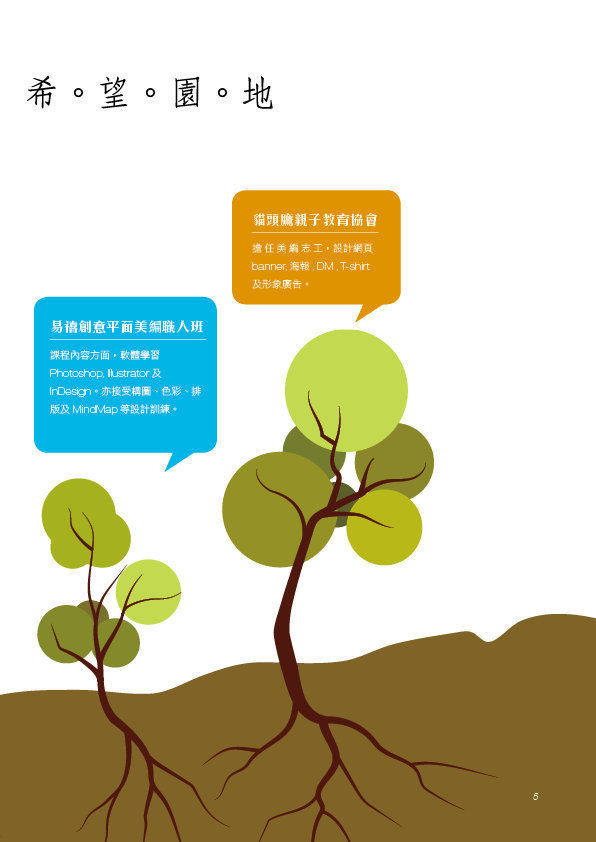 希。望。園。地
貓頭鷹親子教育協會
擔任美編志工,設計網頁
banner, 海報 , DM , T-shirt
及形象廣告。
易禧創意平面美編職人班
課程內容方面,軟體學習
Photoshop, Illustrator 及
InDesign。亦接受構圖、色彩、排
版及 MindMap 等設計訓練。
5